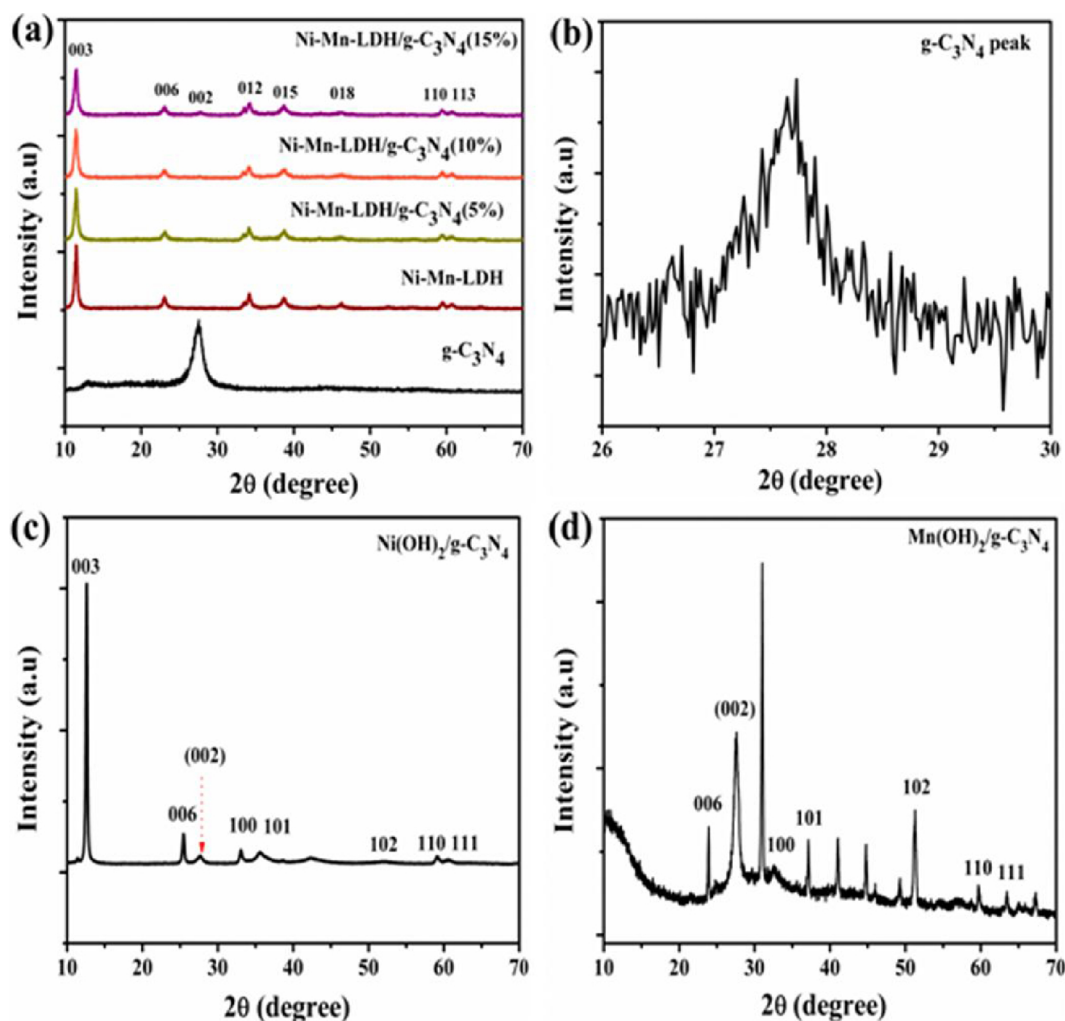 (a)
Ni-Mn-LDH/g-C3N4(15%)
003
006 002 012 015 018 110 113
Ni-Mn-LDH/g-C3N4(10%)
Ni-Mn-LDH/g-C3N4(5%)
Ni-Mn-LDH
g-C3N4
Intensity (a.u)
10 20 30 40 50 60 70
2θ (degree)
(b)
g-C3N4 peak
Intensity (a.u)
26 27 28 29 30
2θ (degree)
(c)
Ni(OH)2/g-C3N4
003
(002)
006 100 101 102 110 111
Intensity (a.u)
10 20 30 40 50 60 70
2θ (degree)
(d)
Mn(OH)2/g-C3N4
(002)
006 101 102
100 110 111
Intensity (a.u)
10 20 30 40 50 60 70
2θ (degree)